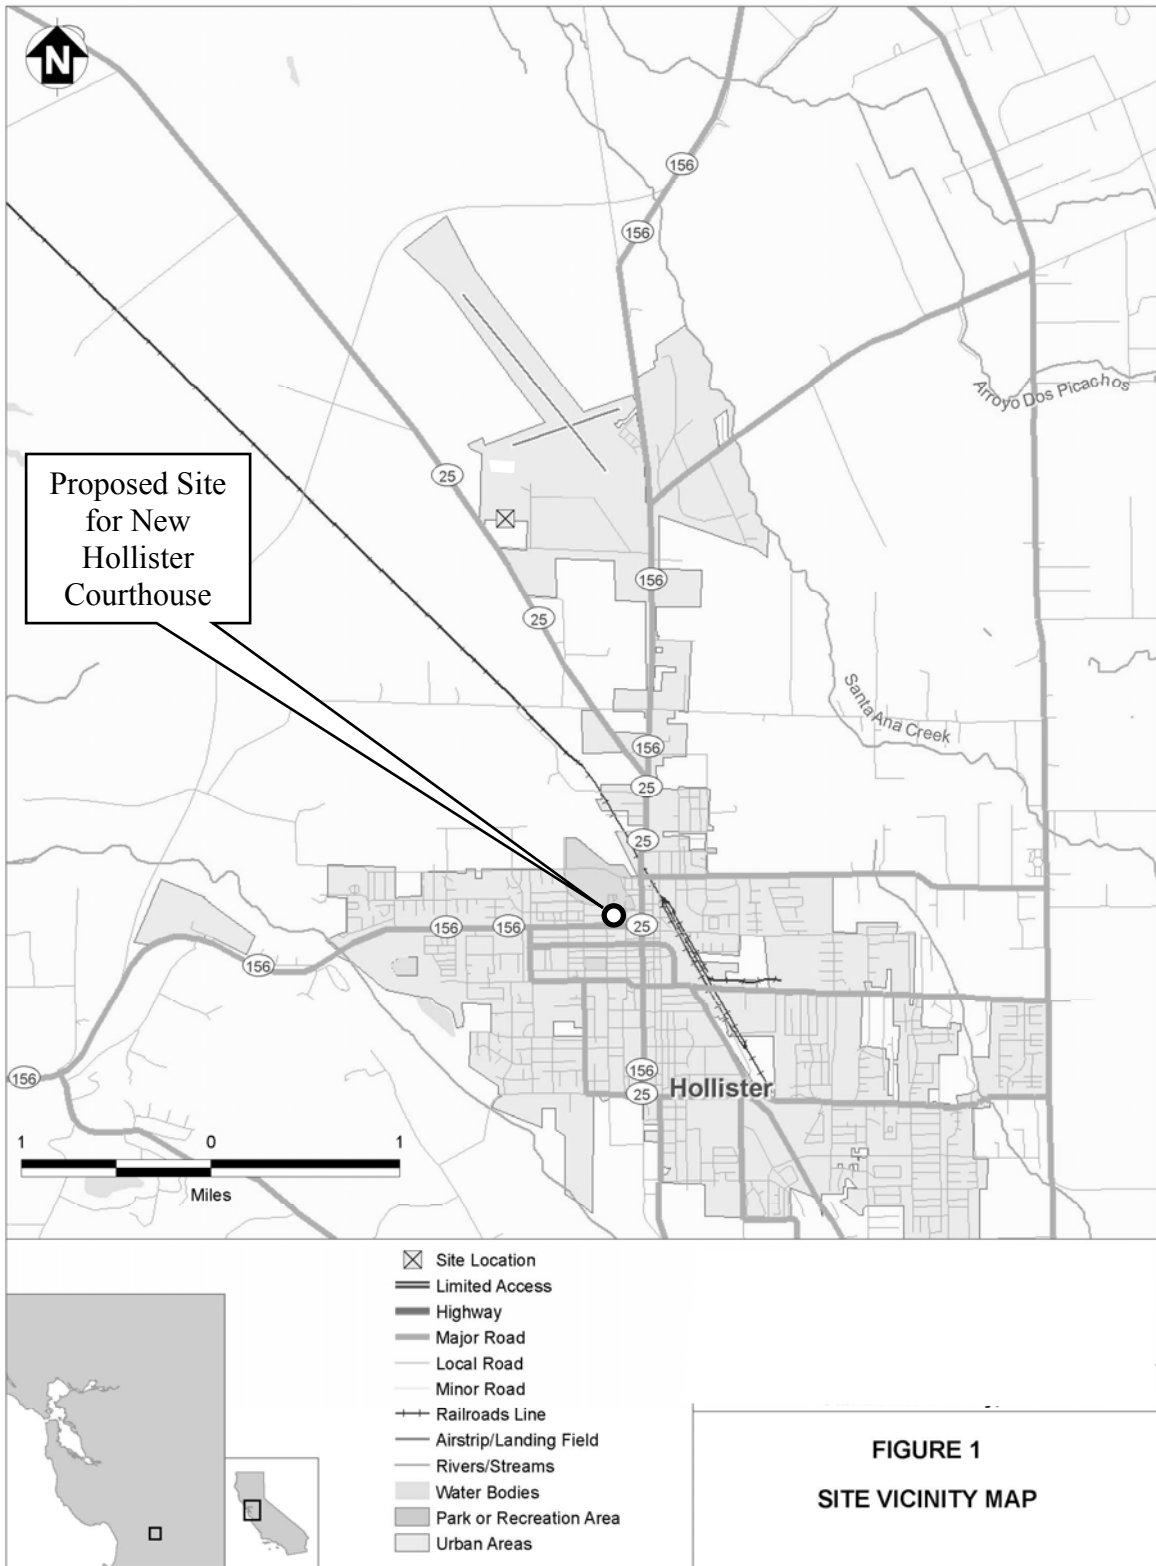 N
156
156
Arroyo Dos Picachos
25
Proposed Site
for New
Hollister
Courthouse
156
25
Santa Ana Creek
156
25
25
156
156
25
156
156
156
25
Hollister
1 0 1
Miles
Site Location
Limited Access
Highway
Major Road
Local Road
Minor Road
Railroads Line
Airstrip/Landing Field
Rivers/Streams
Water Bodies
Park or Recreation Area
Urban Areas
FIGURE 1
SITE VICINITY MAP